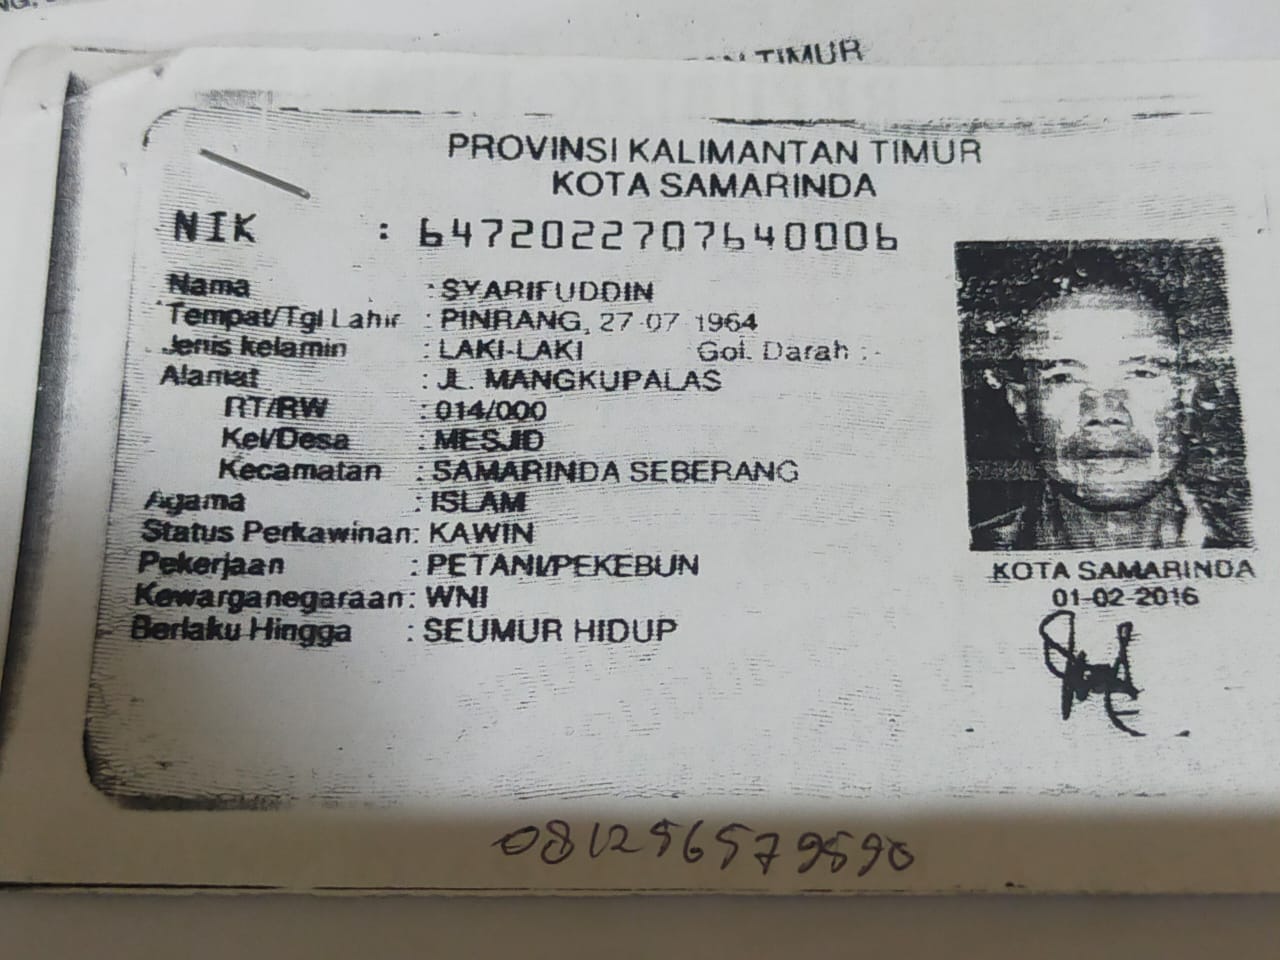 TIMUR
PROVINSI KALIMANTAN TIMUR
KOTA SAMARINDA
NIK : 6472022707640006
Nama : SYARIFUDDIN
Tempat/Tgl Lahir : PINRANG, 27-07-1964
Jenis kelamin : LAKI-LAKI Gol. Darah : -
Alamat : JL. MANGKUPALAS
RT/RW : 014/000
Kel/Desa : MESJID
Kecamatan : SAMARINDA SEBERANG
Agama : ISLAM
Status Perkawinan: KAWIN
Pekerjaan : PETANI/PEKEBUN
Kewarganegaraan: WNI
Berlaku Hingga : SEUMUR HIDUP
KOTA SAMARINDA
01-02-2016